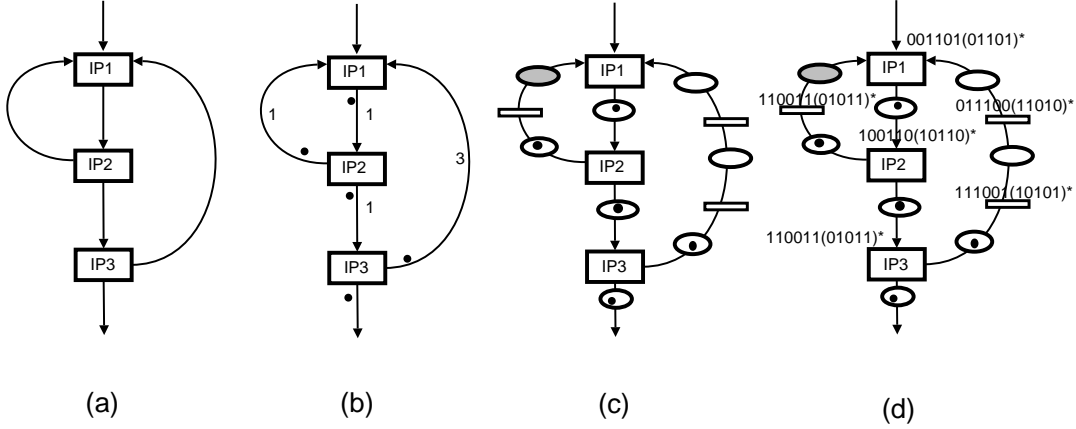 IP1
IP2
IP3
(a)
IP1
1
1
IP2
3
1
IP3
(b)
IP1
IP2
IP3
(c)
001101(01101)*
IP1
110011(01011)*
011100(11010)*
100110(10110)*
IP2
111001(10101)*
110011(01011)*
IP3
(d)